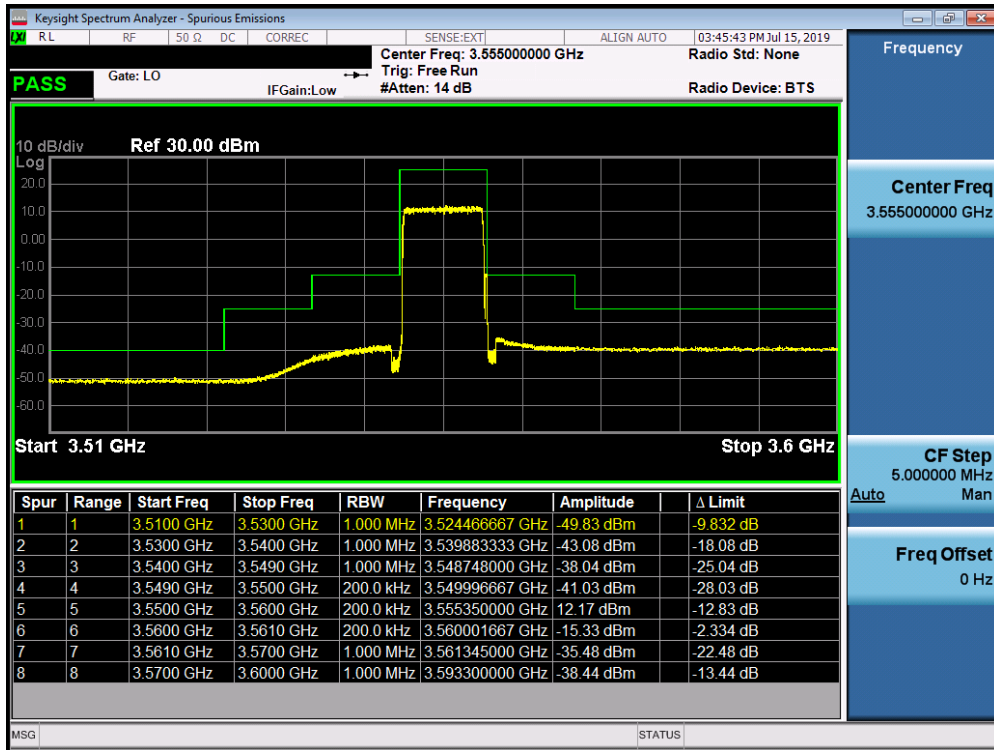 Keysight Spectrum Analyzer - Spurious Emissions
LXI RL RF 50 Ω DC CORREC SENSE:EXT ALIGN AUTO 03:45:43 PM Jul 15, 2019
Center Freq: 3.555000000 GHz Radio Std: None
PASS Gate: LO Trig: Free Run
IFGain:Low #Atten: 14 dB Radio Device: BTS
10 dB/div Ref 30.00 dBm
Log
20.0
10.0
0.00
-10.0
-20.0
-30.0
-40.0
-50.0
-60.0
Start 3.51 GHz Stop 3.6 GHz
Spur Range Start Freq Stop Freq RBW Frequency Amplitude Δ Limit
1 1 3.5100 GHz 3.5300 GHz 1.000 MHz 3.524466667 GHz -49.83 dBm -9.832 dB
2 2 3.5300 GHz 3.5400 GHz 1.000 MHz 3.539883333 GHz -43.08 dBm -18.08 dB
3 3 3.5400 GHz 3.5490 GHz 1.000 MHz 3.548748000 GHz -38.04 dBm -25.04 dB
4 4 3.5490 GHz 3.5500 GHz 200.0 kHz 3.549996667 GHz -41.03 dBm -28.03 dB
5 5 3.5500 GHz 3.5600 GHz 200.0 kHz 3.555350000 GHz 12.17 dBm -12.83 dB
6 6 3.5600 GHz 3.5610 GHz 200.0 kHz 3.560001667 GHz -15.33 dBm -2.334 dB
7 7 3.5610 GHz 3.5700 GHz 1.000 MHz 3.561345000 GHz -35.48 dBm -22.48 dB
8 8 3.5700 GHz 3.6000 GHz 1.000 MHz 3.593300000 GHz -38.44 dBm -13.44 dB
MSG STATUS
Frequency
Center Freq
3.555000000 GHz
CF Step
5.000000 MHz
Auto Man
Freq Offset
0 Hz